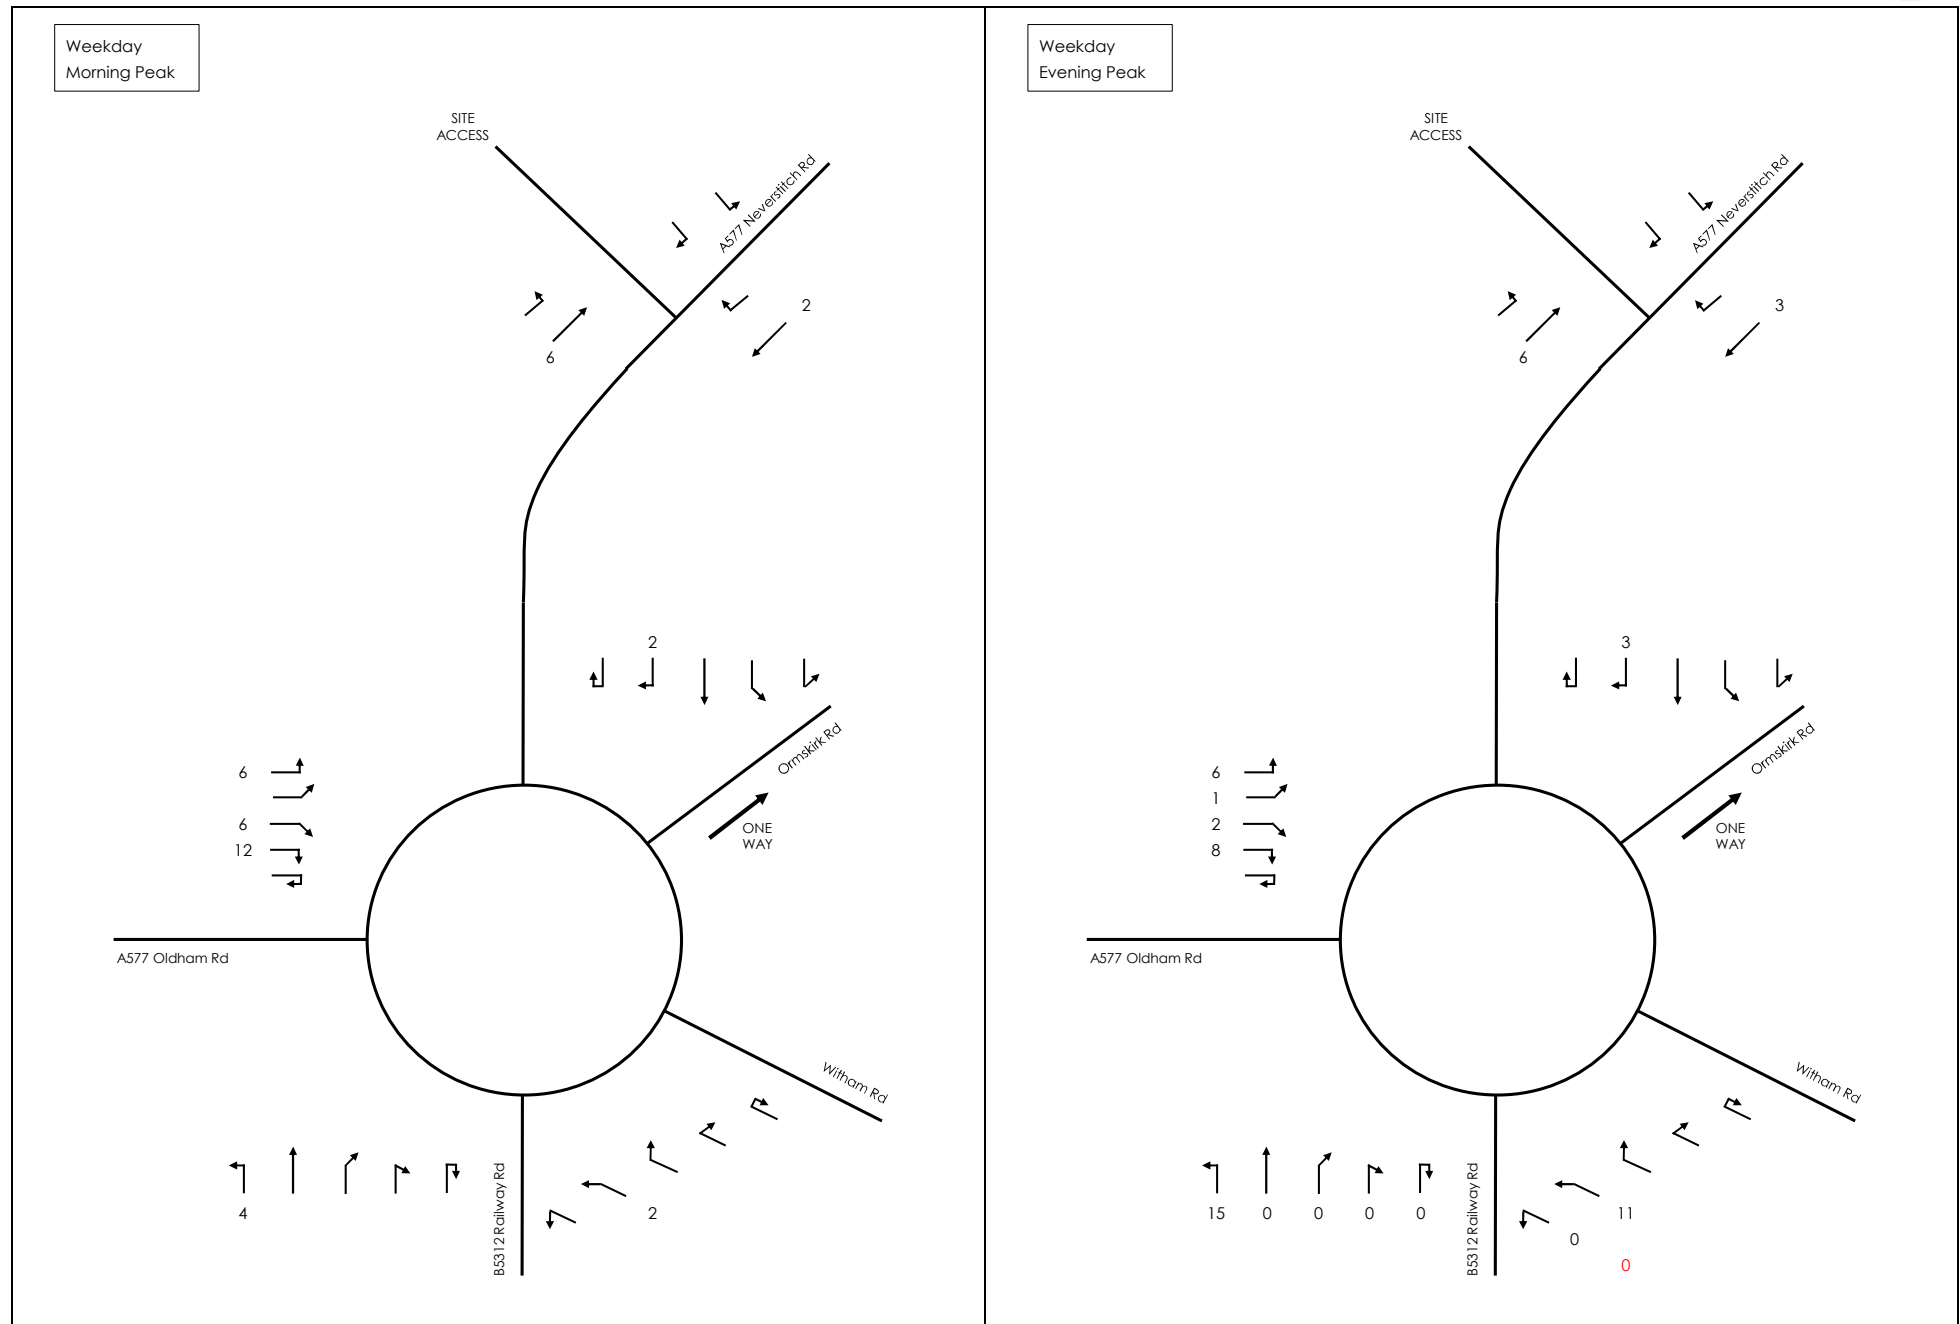 Weekday
Morning Peak
SITE
ACCESS
A577 Neverstitch Rd
2
6
2
Ormskirk Rd
6
6
12
ONE
WAY
A577 Oldham Rd
Witham Rd
B5312 Railway Rd
4
2
Weekday
Evening Peak
SITE
ACCESS
A577 Neverstitch Rd
3
6
3
Ormskirk Rd
6
1
2
8
ONE
WAY
A577 Oldham Rd
Witham Rd
B5312 Railway Rd
15 0 0 0 0
11
0
0